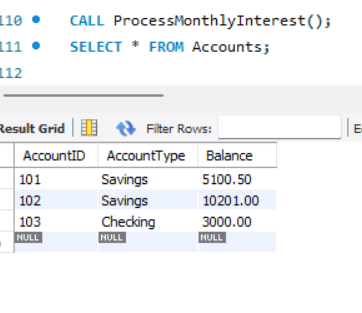 110 CALL ProcessMonthlyInterest();
111 SELECT * FROM Accounts;
112
Result Grid Filter Rows:
AccountID AccountType Balance
101 Savings 5100.50
102 Savings 10201.00
103 Checking 3000.00
NULL NULL NULL